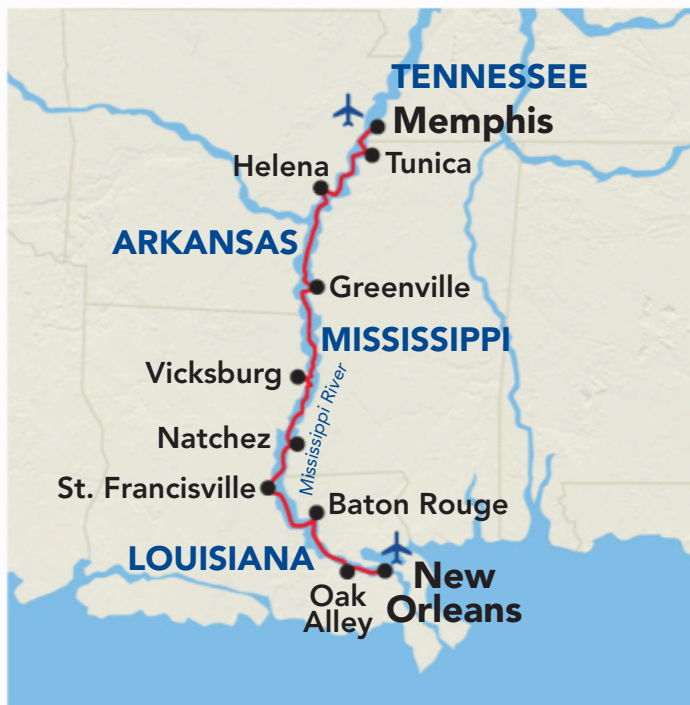 TENNESSEE
Memphis
Tunica
Helena
ARKANSAS
Greenville
MISSISSIPPI
Vicksburg
Mississippi River
Natchez
St. Francisville
Baton Rouge
LOUISIANA
New
Orleans
Oak
Alley